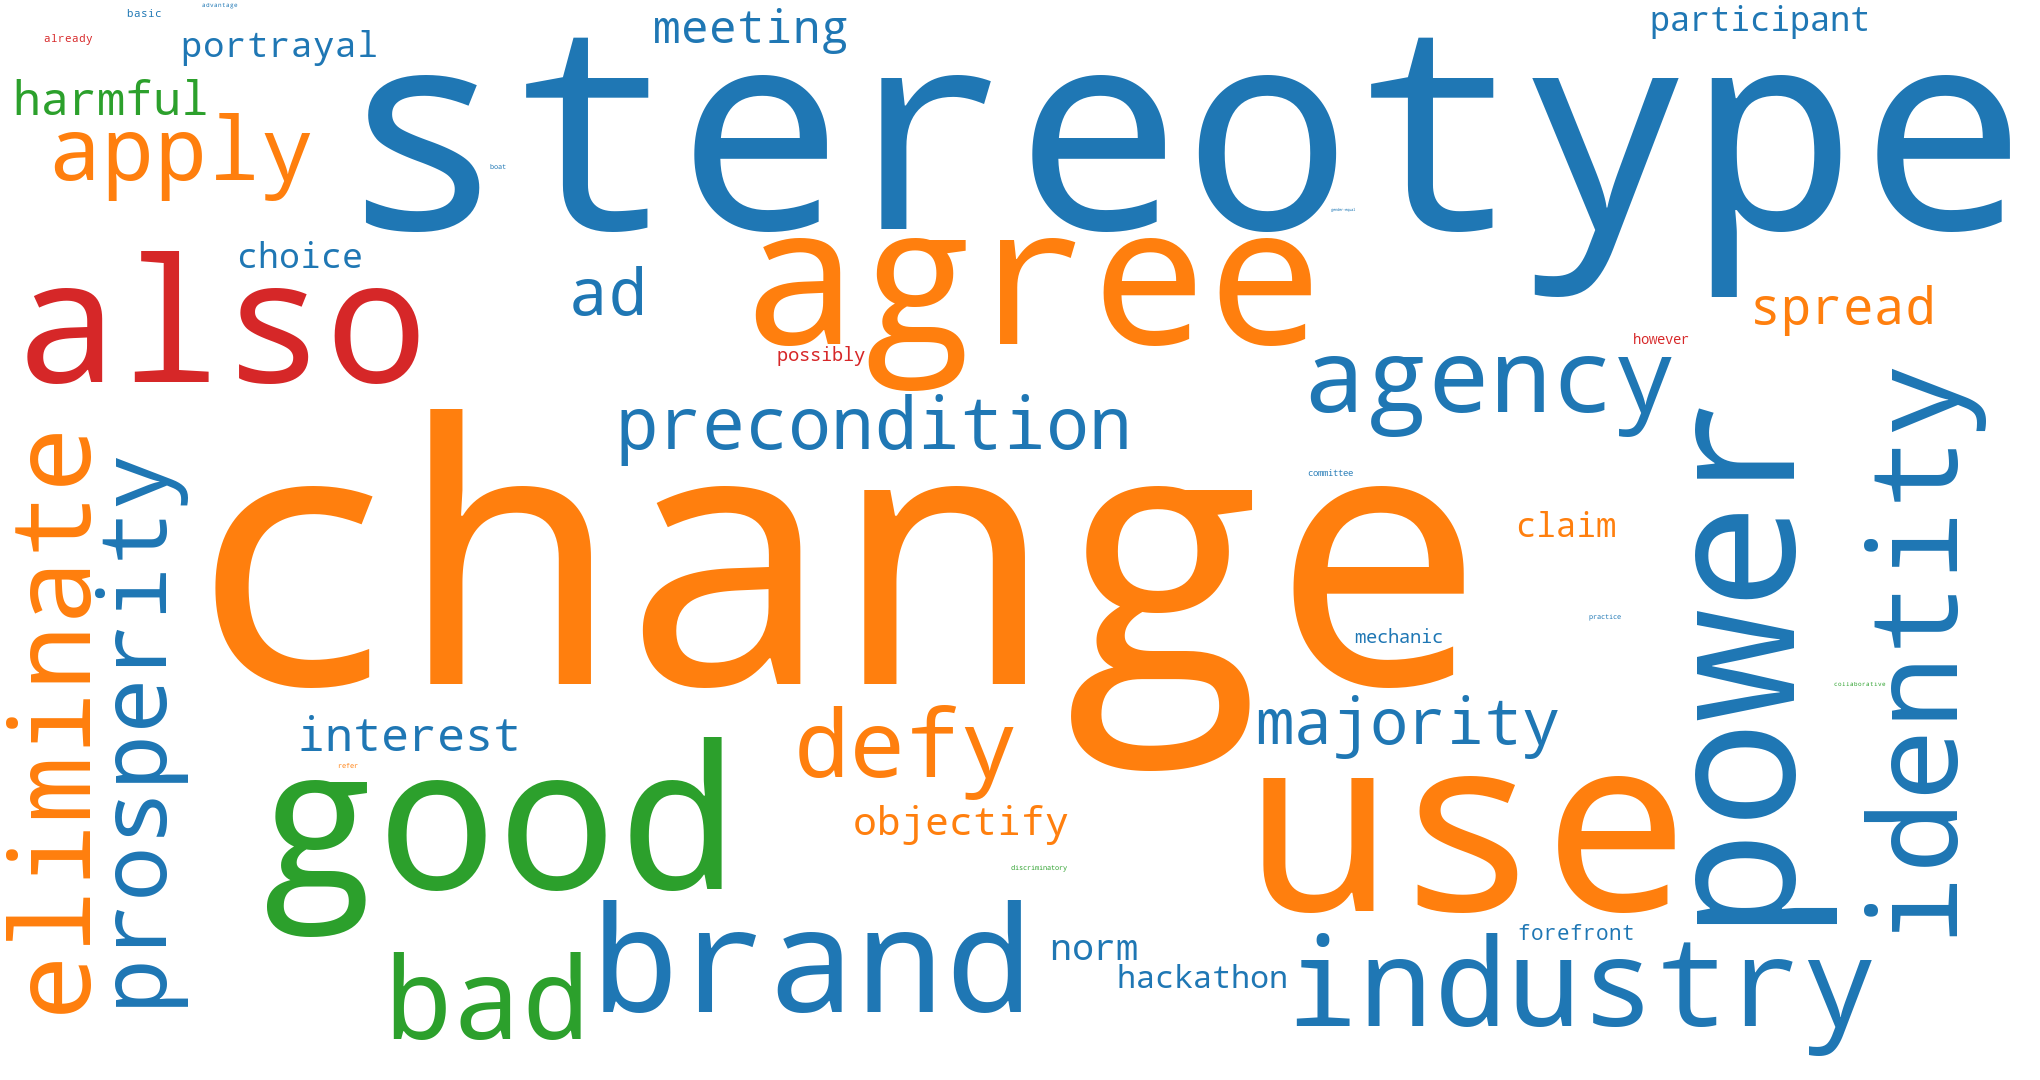 advantage
basic
already
portrayal
meeting
participant
harmful
apply
stereotype
boat
gender-equal
choice
also
ad
agree
possibly
spread
however
agency
precondition
eliminate
prosperity
change
committee
claim
practice
mechanic
power
identity
collaborative
interest
refer
good
defy
majority
objectify
use
discriminatory
bad
brand
norm
hackathon
forefront
industry